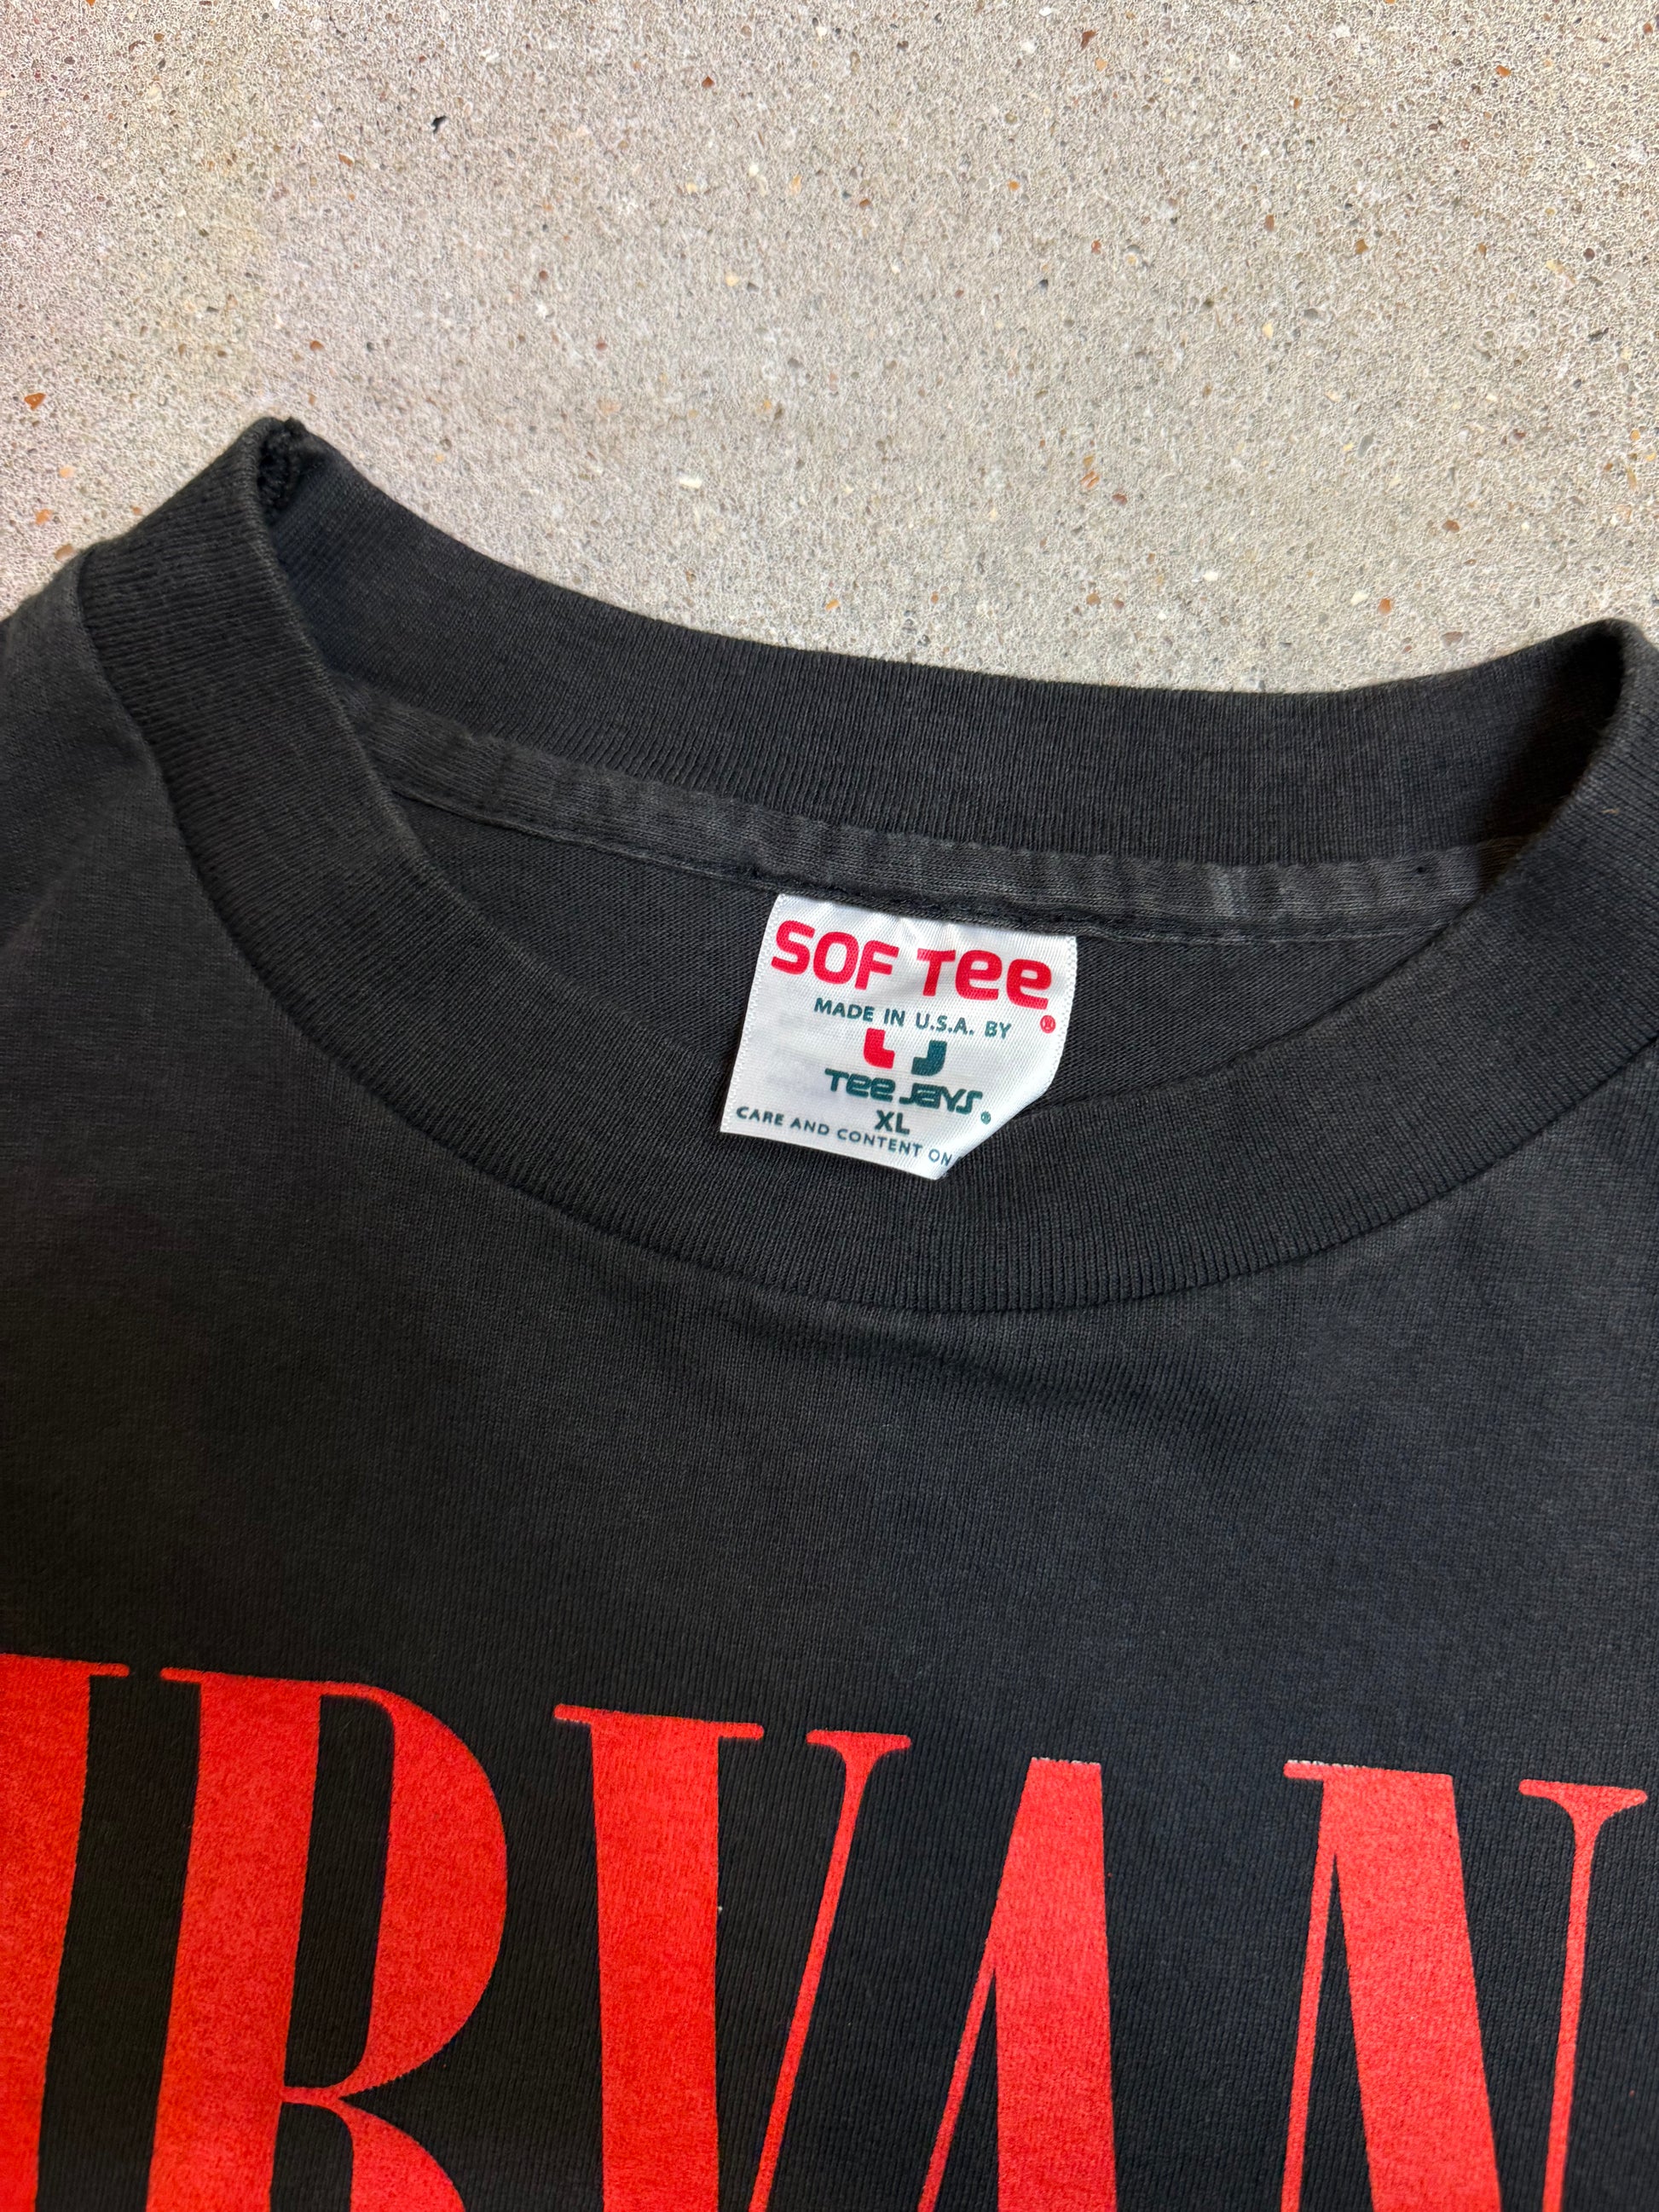 SOF Tee
®
MADE IN U.S.A. BY
Tee Jays ®
XL
CARE AND CONTENT ON
IRVAN